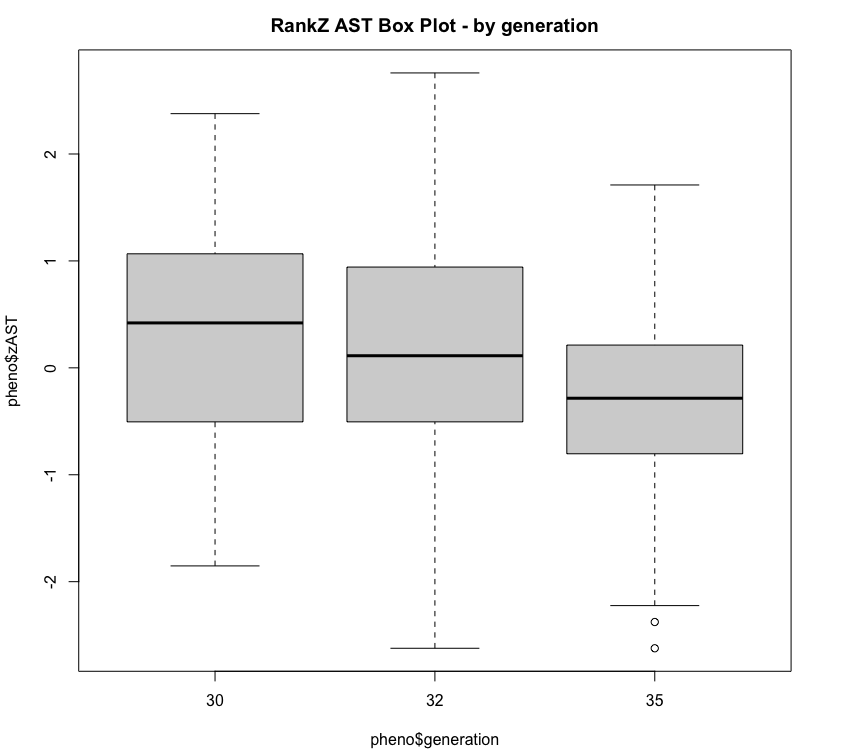 RankZ AST Box Plot - by generation
pheno$zAST
2
1
0
-1
-2
30 32 35
pheno$generation